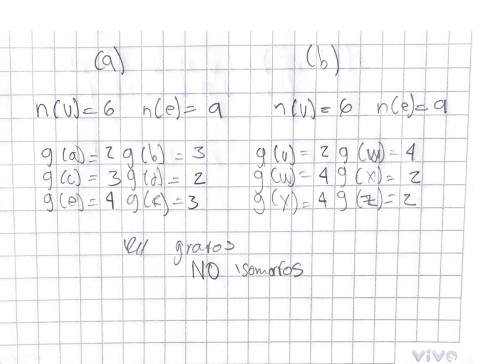 (a) (b)
n(v)=6 n(e)=9 n(v)=6 n(e)=9
g(a)=2 g(b)=3 g(v)=2 g(w)=4
g(c)=3 g(d)=2 g(w)=4 g(x)=2
g(e)=4 g(f)=3 g(y)=4 g(z)=2
grafos
NO isomorfos
vive